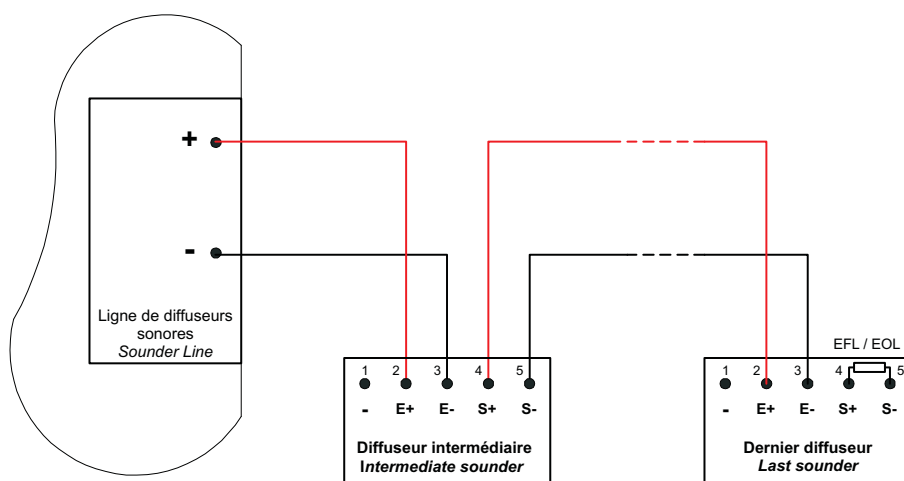 +
-
Ligne de diffuseurs
sonores
Sounder Line
1 2 3 4 5
- E+ E- S+ S-
Diffuseur intermédiaire
Intermediate sounder
EFL / EOL
1 2 3 4 5
- E+ E- S+ S-
Dernier diffuseur
Last sounder